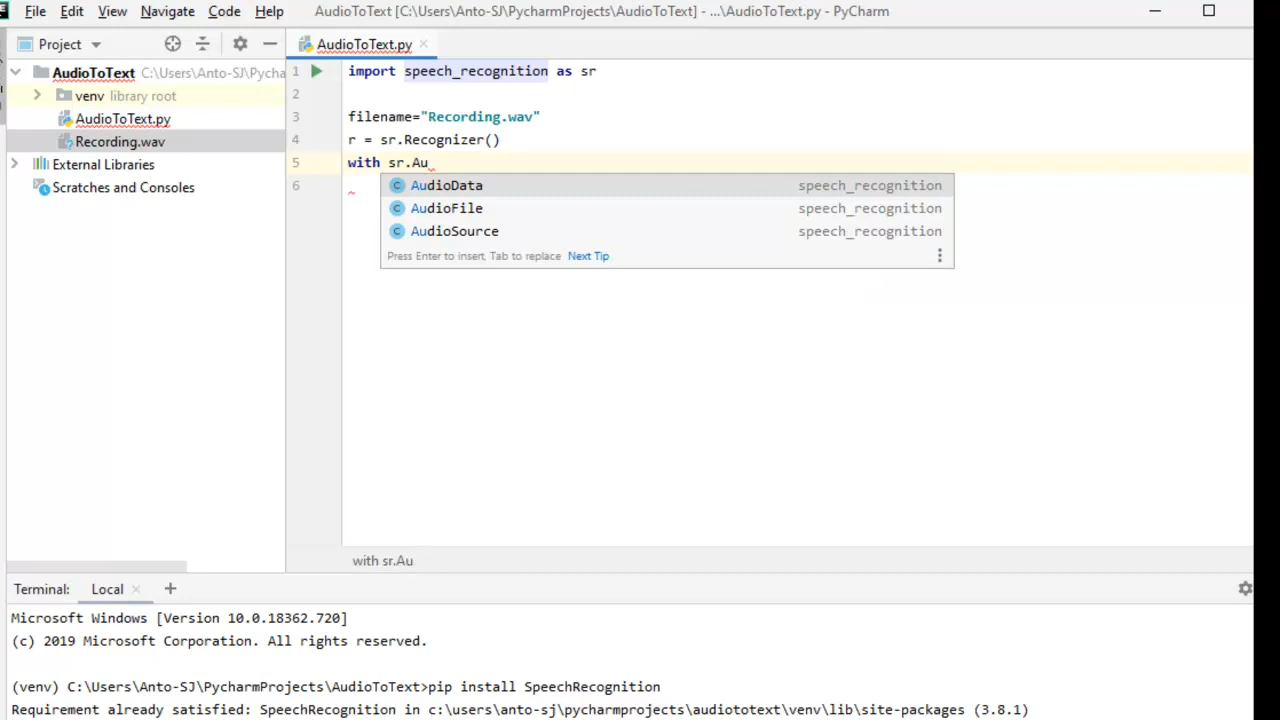 File Edit View Navigate Code Help AudioToText [C:\Users\Anto-SJ\PycharmProjects\AudioToText] - ...\AudioToText.py - PyCharm
Project
AudioToText C:\Users\Anto-SJ\Pycha
venv library root
AudioToText.py
Recording.wav
External Libraries
Scratches and Consoles
AudioToText.py
1 import speech_recognition as sr
2
3 filename="Recording.wav"
4 r = sr.Recognizer()
5 with sr.Au
6
AudioData speech_recognition
AudioFile speech_recognition
AudioSource speech_recognition
Press Enter to insert, Tab to replace Next Tip
with sr.Au
Terminal: Local
Microsoft Windows [Version 10.0.18362.720]
(c) 2019 Microsoft Corporation. All rights reserved.
(venv) C:\Users\Anto-SJ\PycharmProjects\AudioToText>pip install SpeechRecognition
Requirement already satisfied: SpeechRecognition in c:\users\anto-sj\pycharmprojects\audiototext\venv\lib\site-packages (3.8.1)